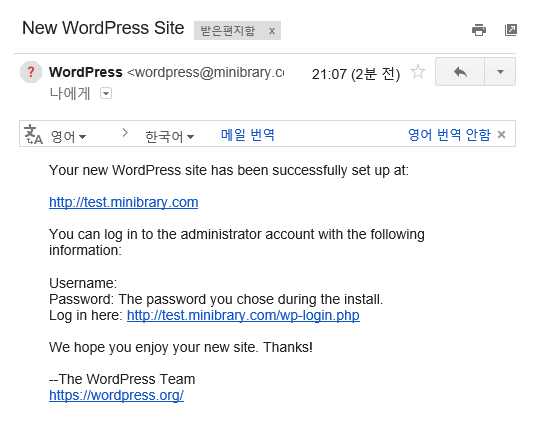 New WordPress Site 받은편지함 x
?
WordPress <wordpress@minibrary.co
21:07 (2분 전)
나에게
영어 > 한국어 메일 번역 영어 번역 안함 ×
Your new WordPress site has been successfully set up at:
http://test.minibrary.com
You can log in to the administrator account with the following
information:
Username:
Password: The password you chose during the install.
Log in here: http://test.minibrary.com/wp-login.php
We hope you enjoy your new site. Thanks!
--The WordPress Team
https://wordpress.org/